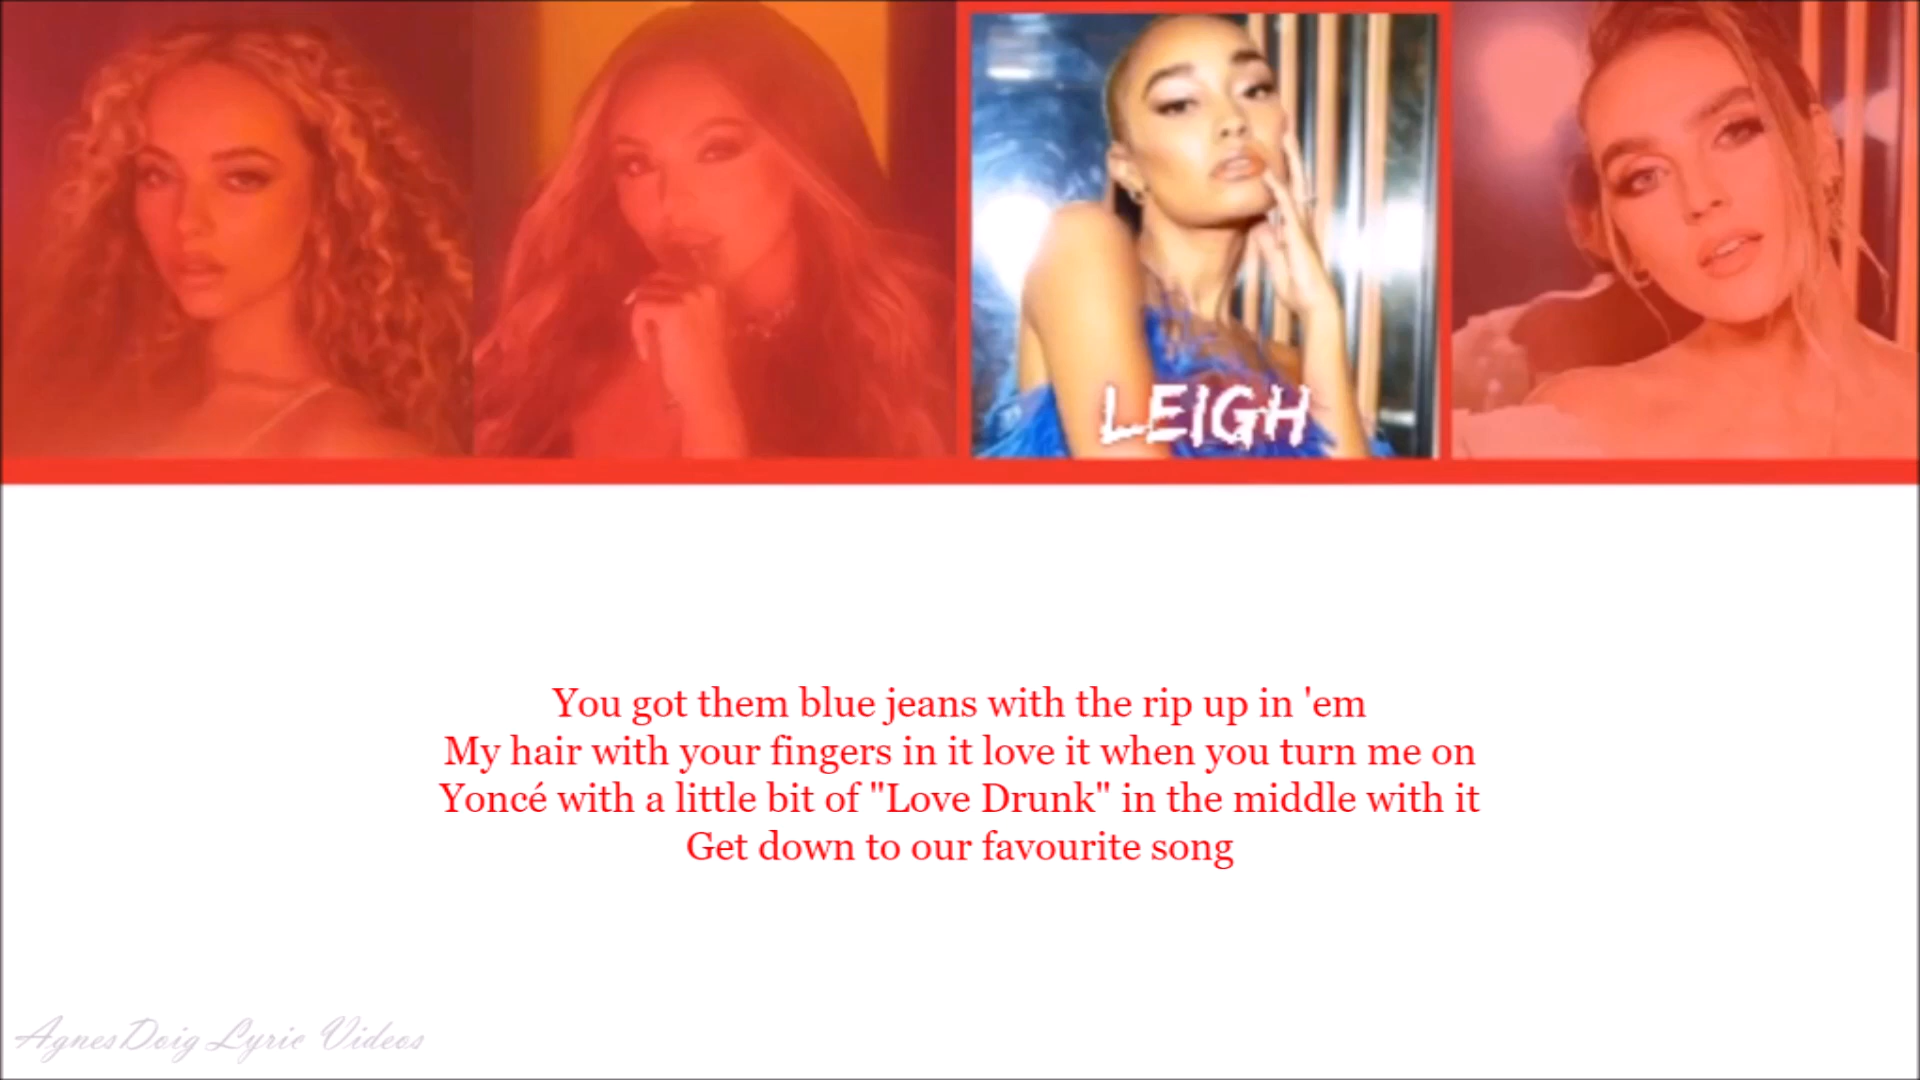 LEIGH
You got them blue jeans with the rip up in 'em
My hair with your fingers in it love it when you turn me on
Yoncé with a little bit of "Love Drunk" in the middle with it
Get down to our favourite song
AgnesDoig Lyric Videos